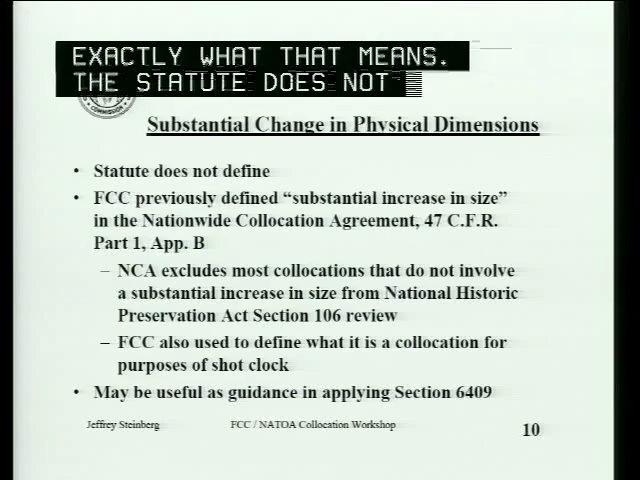 EXACTLY WHAT THAT MEANS.
THE STATUTE DOES NOT
COMMISSION
Substantial Change in Physical Dimensions
• Statute does not define
• FCC previously defined “substantial increase in size”
in the Nationwide Collocation Agreement, 47 C.F.R.
Part 1, App. B
– NCA excludes most collocations that do not involve
a substantial increase in size from National Historic
Preservation Act Section 106 review
– FCC also used to define what it is a collocation for
purposes of shot clock
• May be useful as guidance in applying Section 6409
Jeffrey Steinberg
FCC / NATOA Collocation Workshop
10